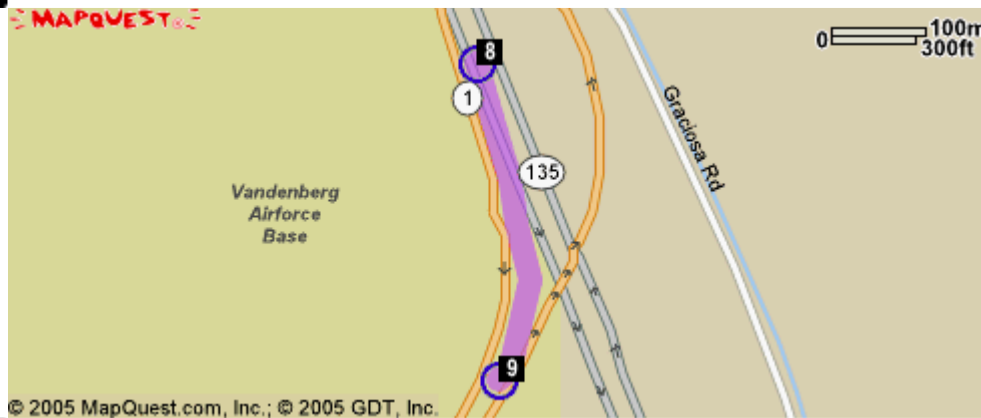 MAPQUEST®
8
0 100m
300ft
1
Graciosa Rd
135
Vandenberg
Airforce
Base
9
© 2005 MapQuest.com, Inc.; © 2005 GDT, Inc.